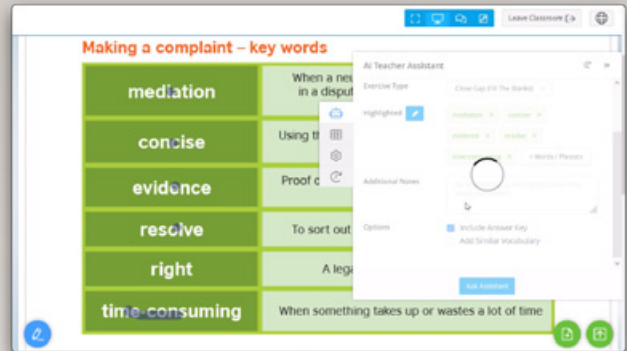 Leave Classroom
Making a complaint – key words
mediation
When a neu
in a disput
concise
Using th
evidence
Proof o
resolve
To sort out
right
A lega
time-consuming
When something takes up or wastes a lot of time
AI Teacher Assistant
Exercise Type
Close Gap (Fill The Blanks)
Highlighted
mediation × concise ×
evidence × resolve ×
+ Words / Phrases
Additional Notes
Options
Include Answer Key
Add Similar Vocabulary
Ask Assistant